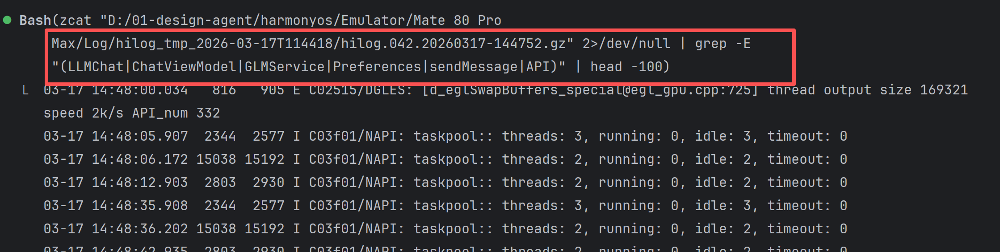 Bash(zcat "D:/01-design-agent/harmonyos/Emulator/Mate 80 Pro
Max/Log/hilog_tmp_2026-03-17T114418/hilog.042.20260317-144752.gz" 2>/dev/null | grep -E
"(LLMChat|ChatViewModel|GLMService|Preferences|sendMessage|API)" | head -100)
03-17 14:48:00.034   816   905 E C02515/DGLES: [d_eglSwapBuffers_special@egl_gpu.cpp:725] thread output size 169321
speed 2k/s API_num 332
03-17 14:48:05.907  2344  2577 I C03f01/NAPI: taskpool:: threads: 3, running: 0, idle: 3, timeout: 0
03-17 14:48:06.172 15038 15192 I C03f01/NAPI: taskpool:: threads: 2, running: 0, idle: 2, timeout: 0
03-17 14:48:12.903  2803  2930 I C03f01/NAPI: taskpool:: threads: 2, running: 0, idle: 2, timeout: 0
03-17 14:48:35.908  2344  2577 I C03f01/NAPI: taskpool:: threads: 3, running: 0, idle: 3, timeout: 0
03-17 14:48:36.202 15038 15192 I C03f01/NAPI: taskpool:: threads: 2, running: 0, idle: 2, timeout: 0
03-17 14:48:42.935  2803  2930 I C03f01/NAPI: taskpool:: threads: 2, running: 0, idle: 2, timeout: 0